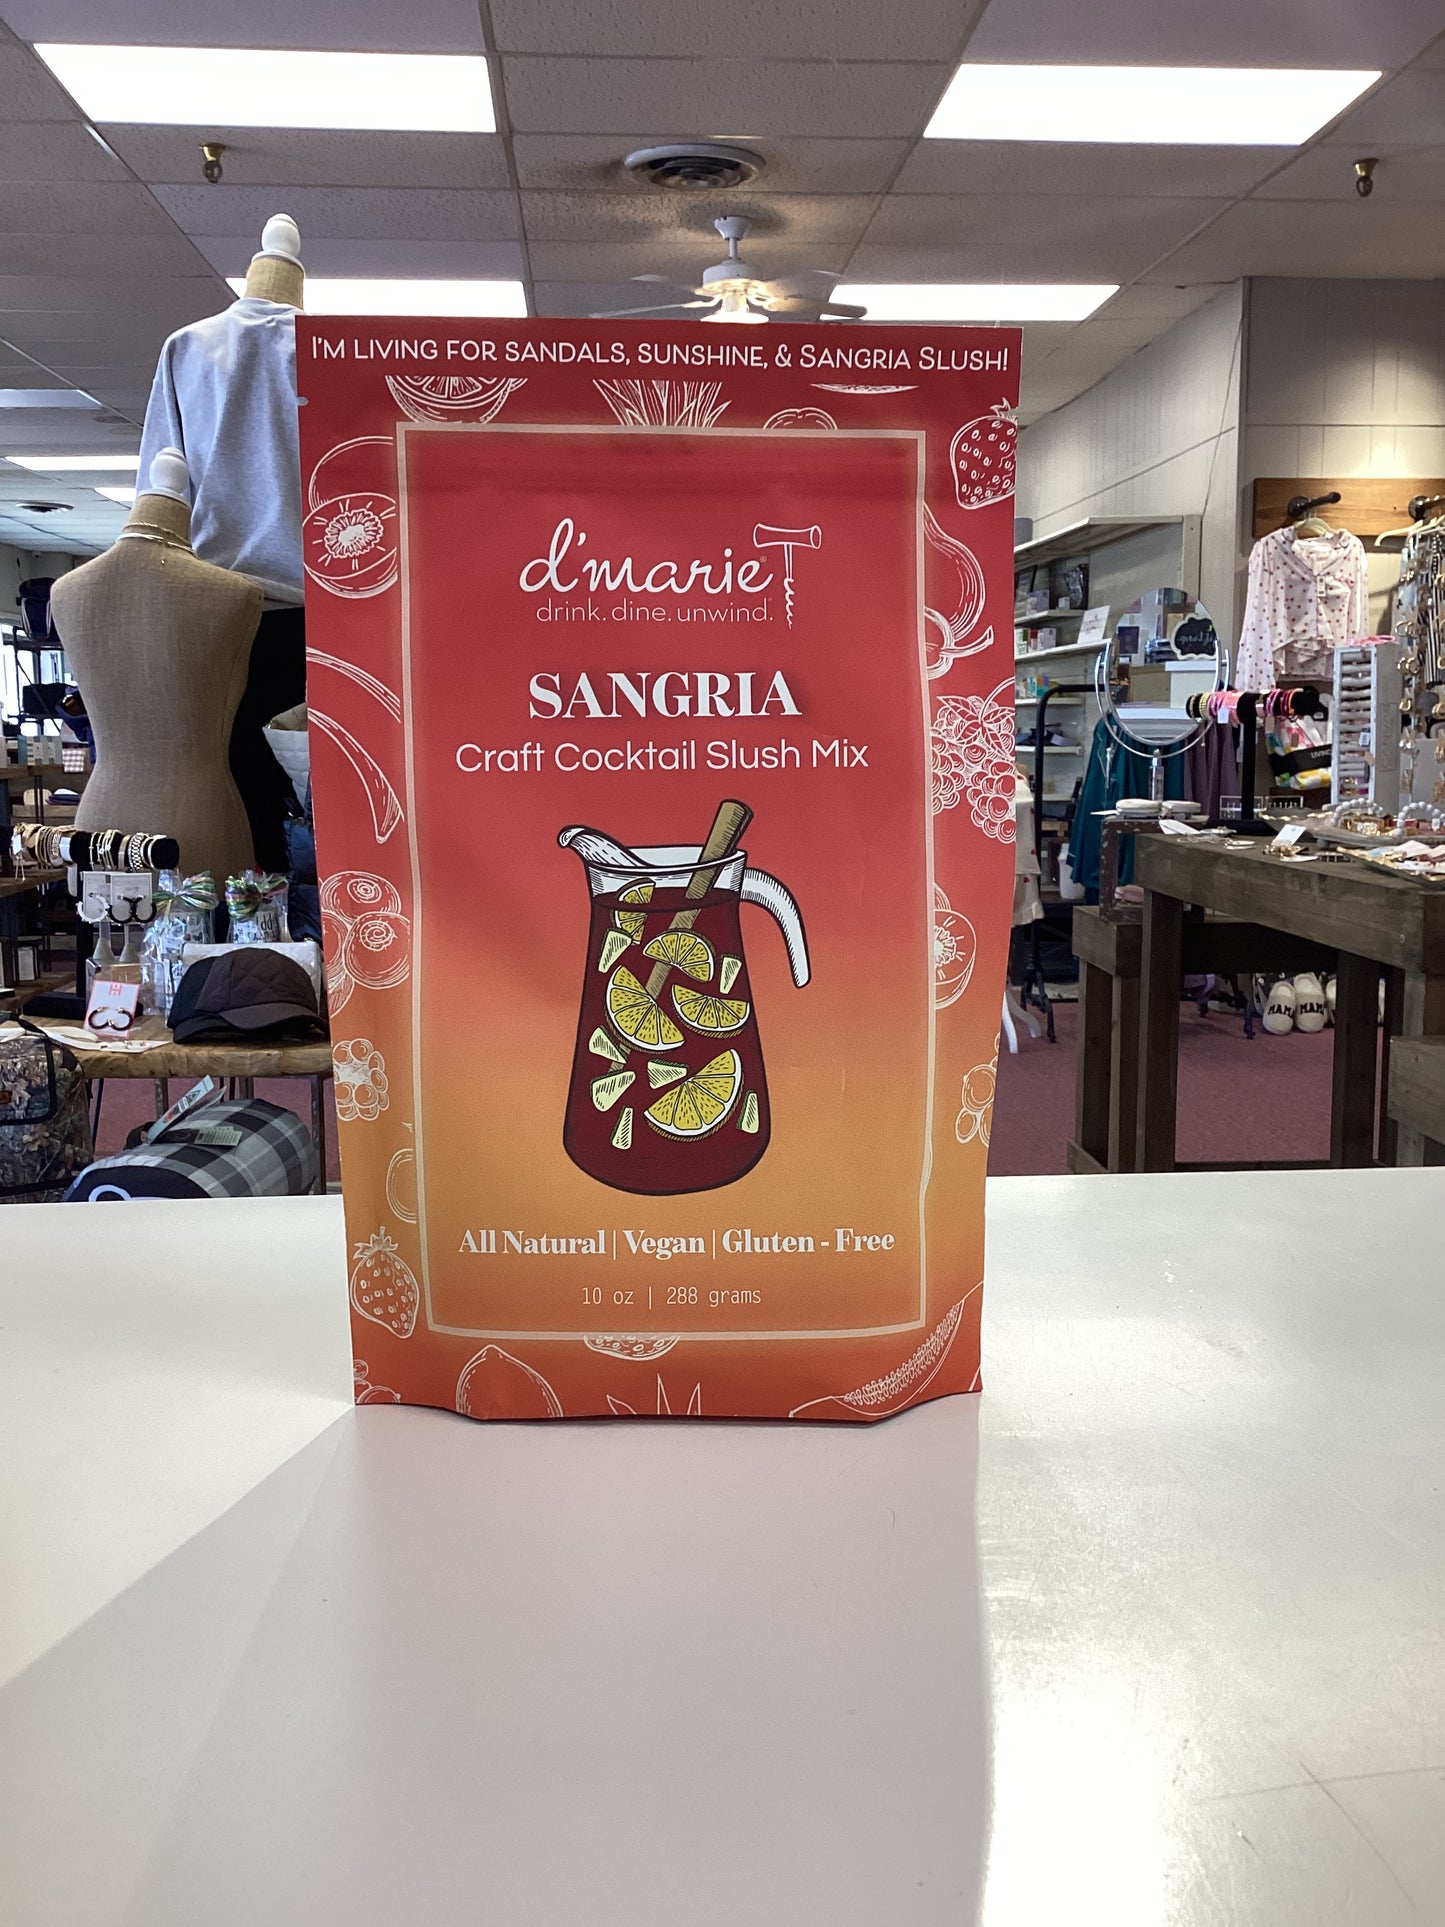 I'M LIVING FOR SANDALS, SUNSHINE, & SANGRIA SLUSH!
d'marie®
drink. dine. unwind.
SANGRIA
Craft Cocktail Slush Mix
All Natural | Vegan | Gluten - Free
10 oz | 288 grams
MAMA